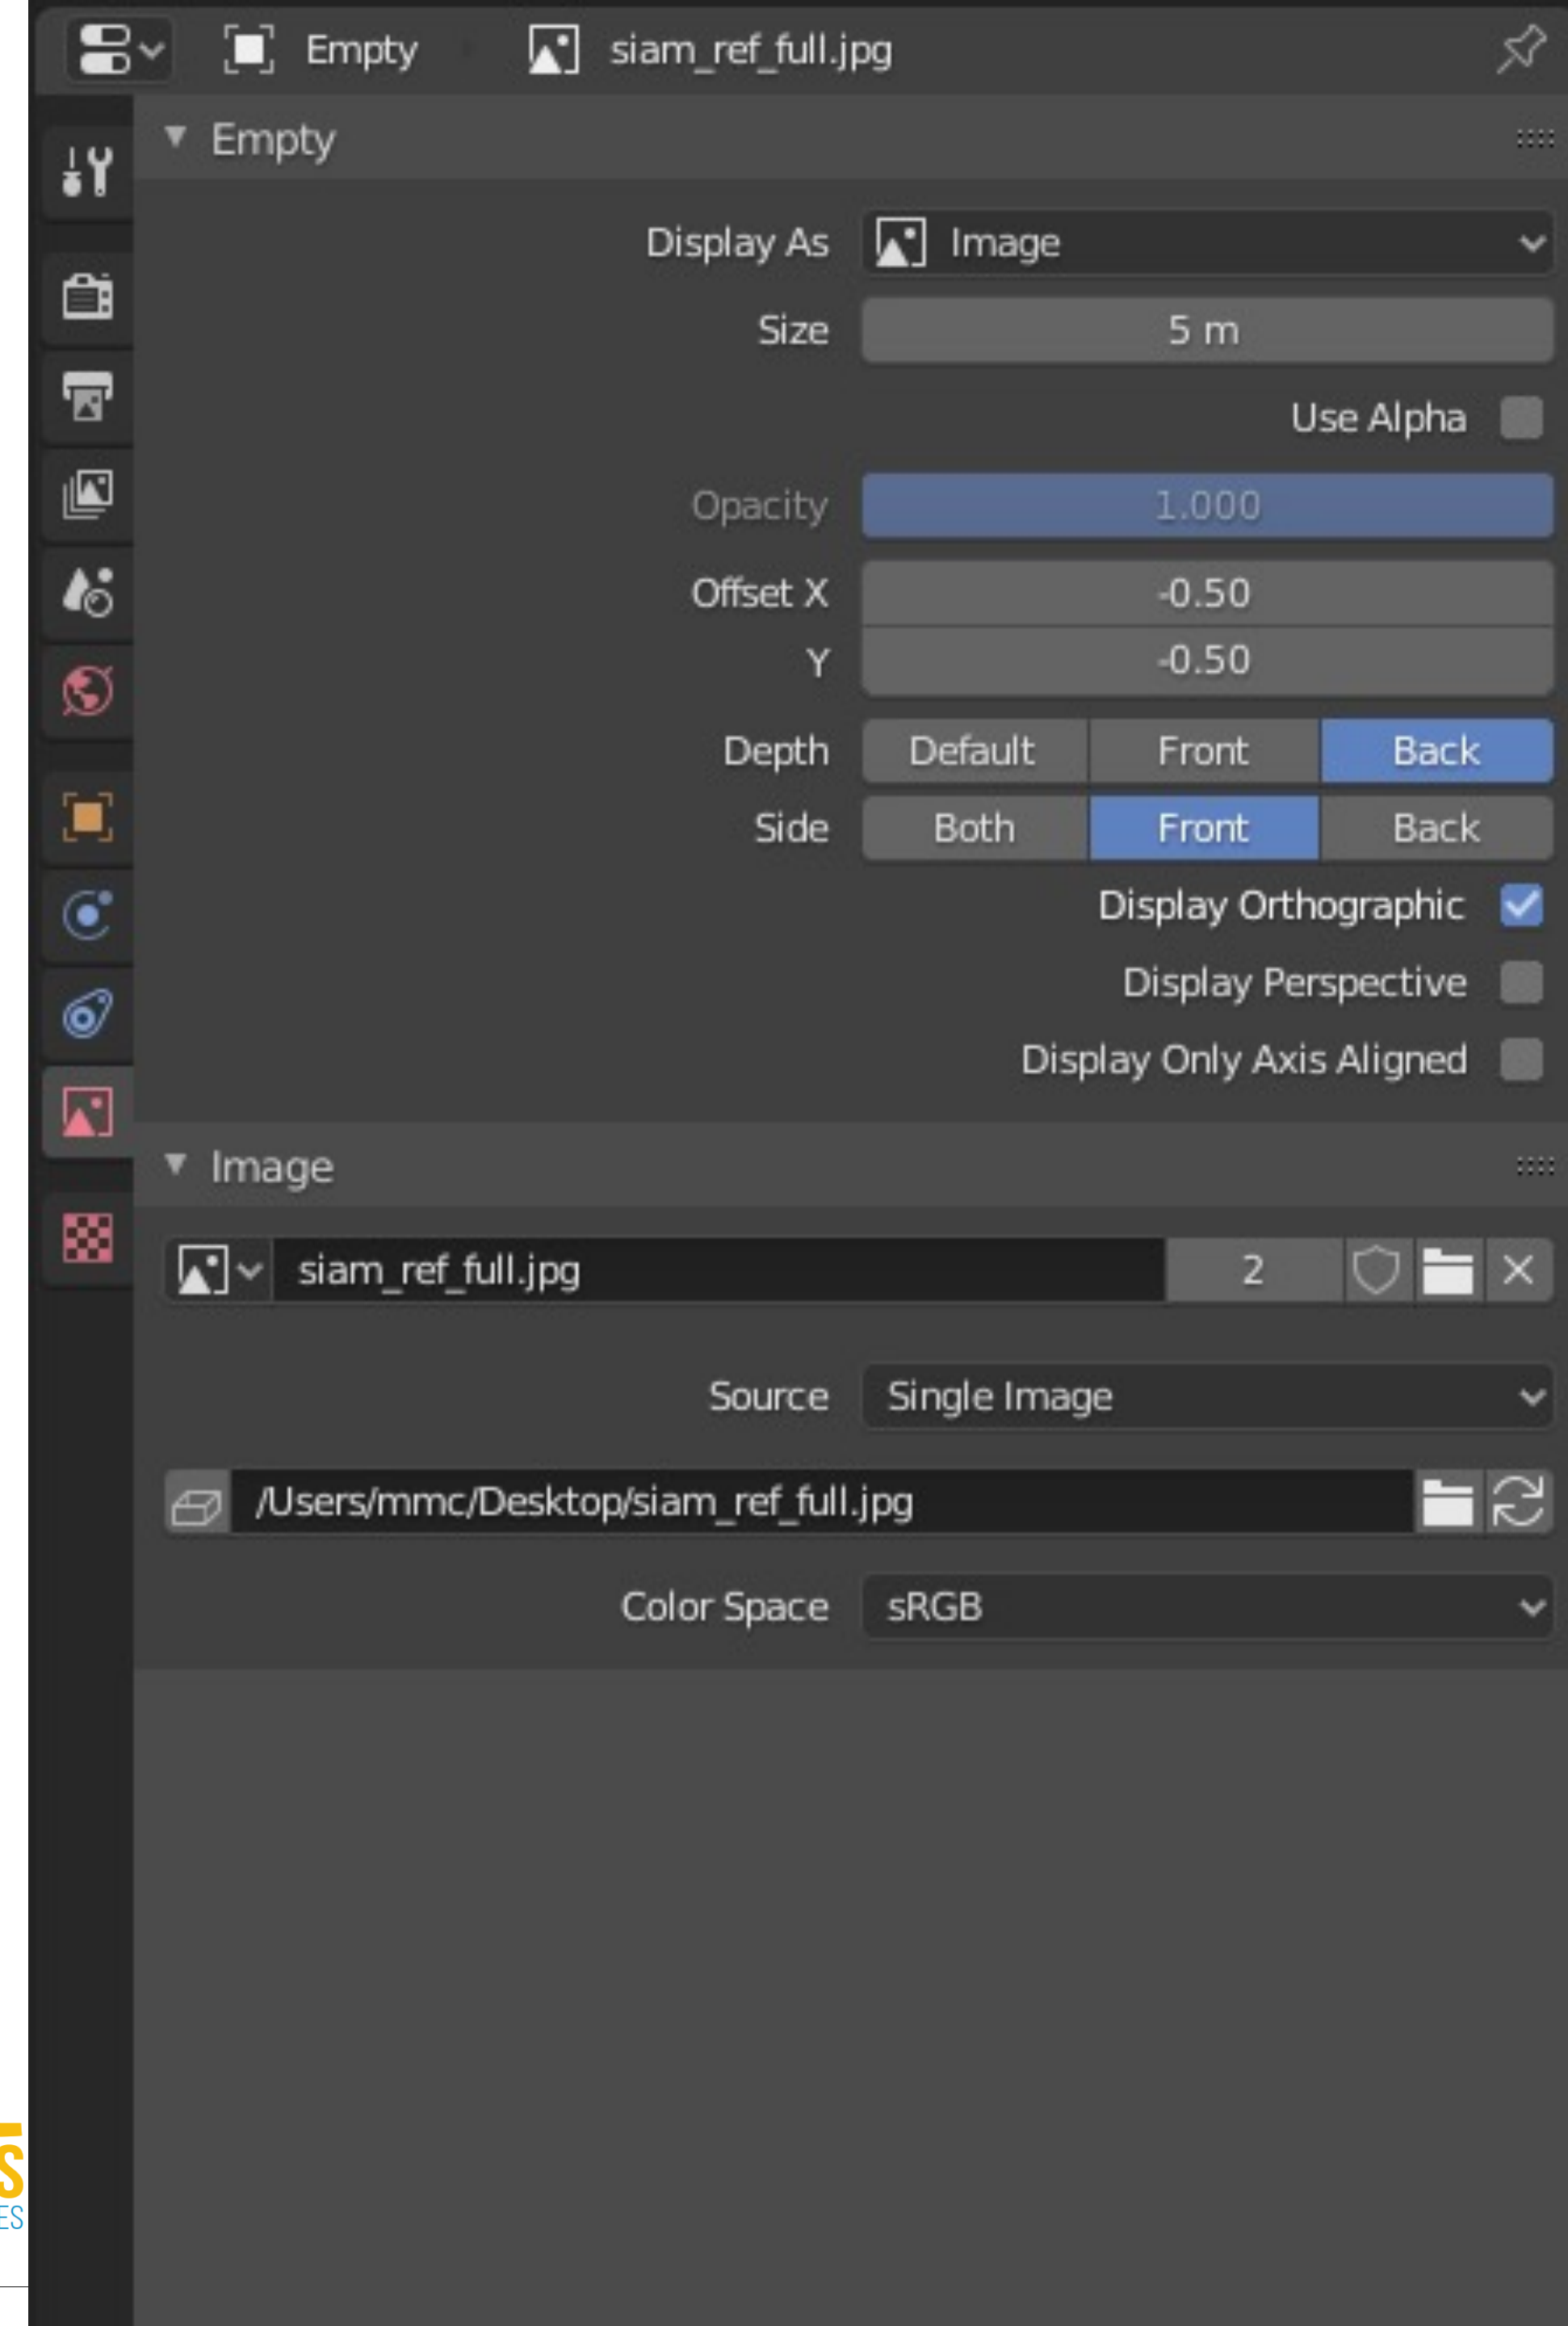 Empty siam_ref_full.jpg
Empty
Display As Image
Size 5 m
Use Alpha
Opacity 1.000
Offset X -0.50
Y -0.50
Depth Default Front Back
Side Both Front Back
Display Orthographic
Display Perspective
Display Only Axis Aligned
Image
siam_ref_full.jpg 2
Source Single Image
/Users/mmc/Desktop/siam_ref_full.jpg
Color Space sRGB
S
ES